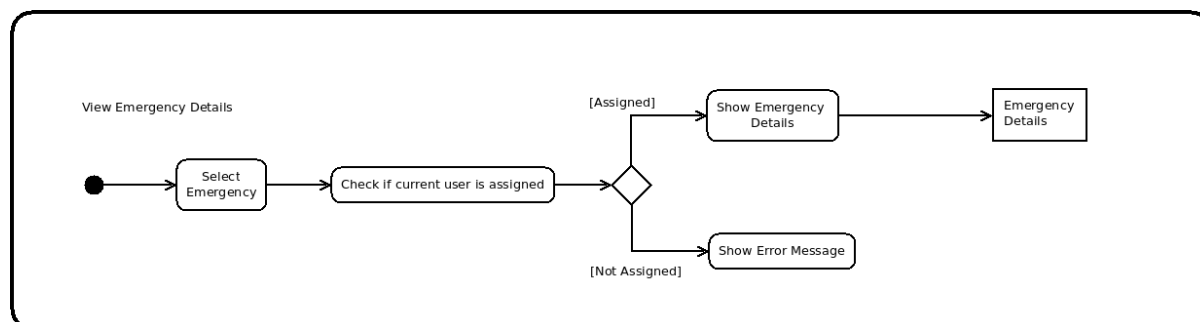 View Emergency Details
Select
Emergency
Check if current user is assigned
[Assigned]
Show Emergency
Details
Emergency
Details
[Not Assigned]
Show Error Message